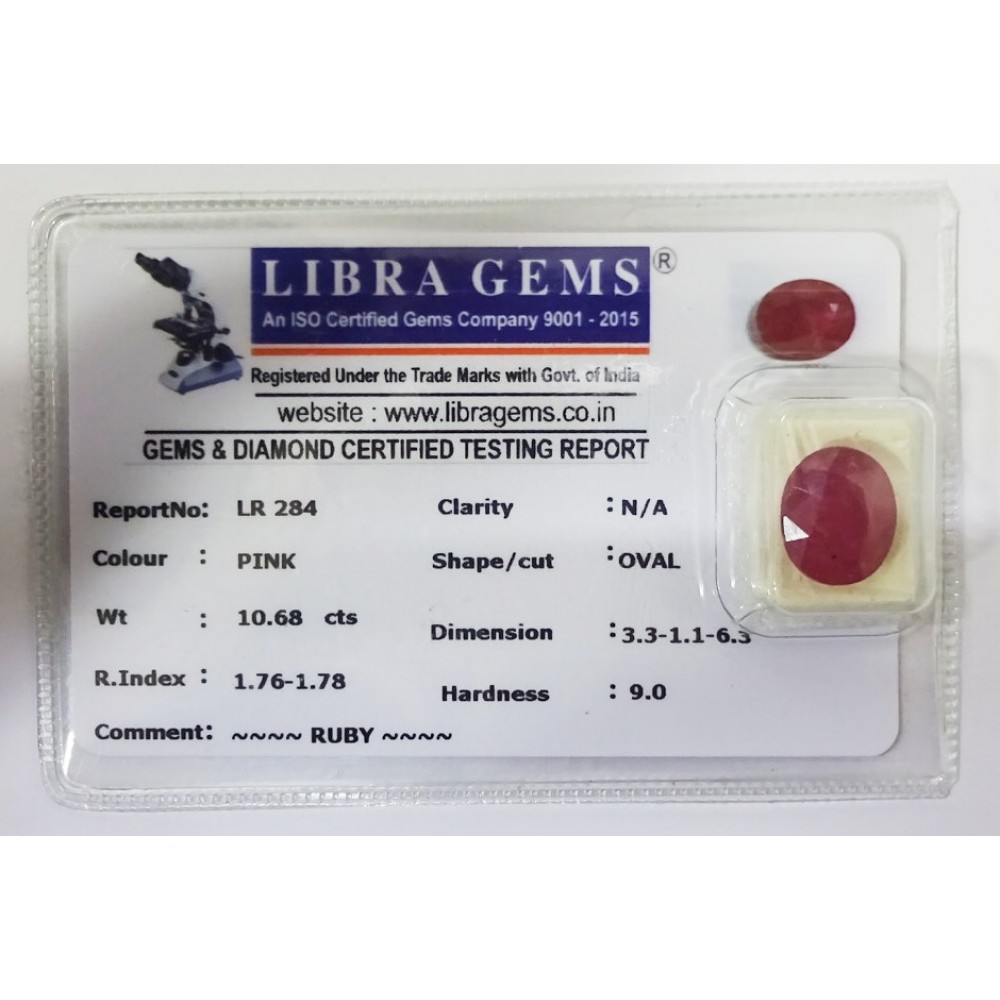 LIBRA GEMS ®
An ISO Certified Gems Company 9001 - 2015
Registered Under the Trade Marks with Govt. of India
website : www.libragems.co.in
GEMS & DIAMOND CERTIFIED TESTING REPORT
ReportNo: LR 284
Clarity : N/A
Colour : PINK
Shape/cut : OVAL
Wt : 10.68 cts
Dimension : 3.3-1.1-6.3
R.Index : 1.76-1.78
Hardness : 9.0
Comment: ~~~~ RUBY ~~~~